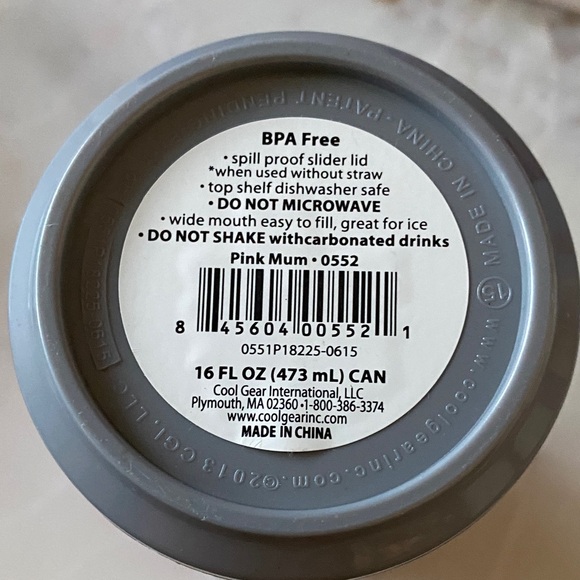 BPA Free
• spill proof slider lid
*when used without straw
• top shelf dishwasher safe
• DO NOT MICROWAVE
• wide mouth easy to fill, great for ice
• DO NOT SHAKE withcarbonated drinks
Pink Mum • 0552
8 45604 00552 1
0551P18225-0615
16 FL OZ (473 mL) CAN
Cool Gear International, LLC
Plymouth, MA 02360 •1-800-386-3374
www.coolgearinc.com
MADE IN CHINA
MADE IN CHINA · PATENT PENDING
15
www.coolgearinc.com.©2013 CGI, LLC